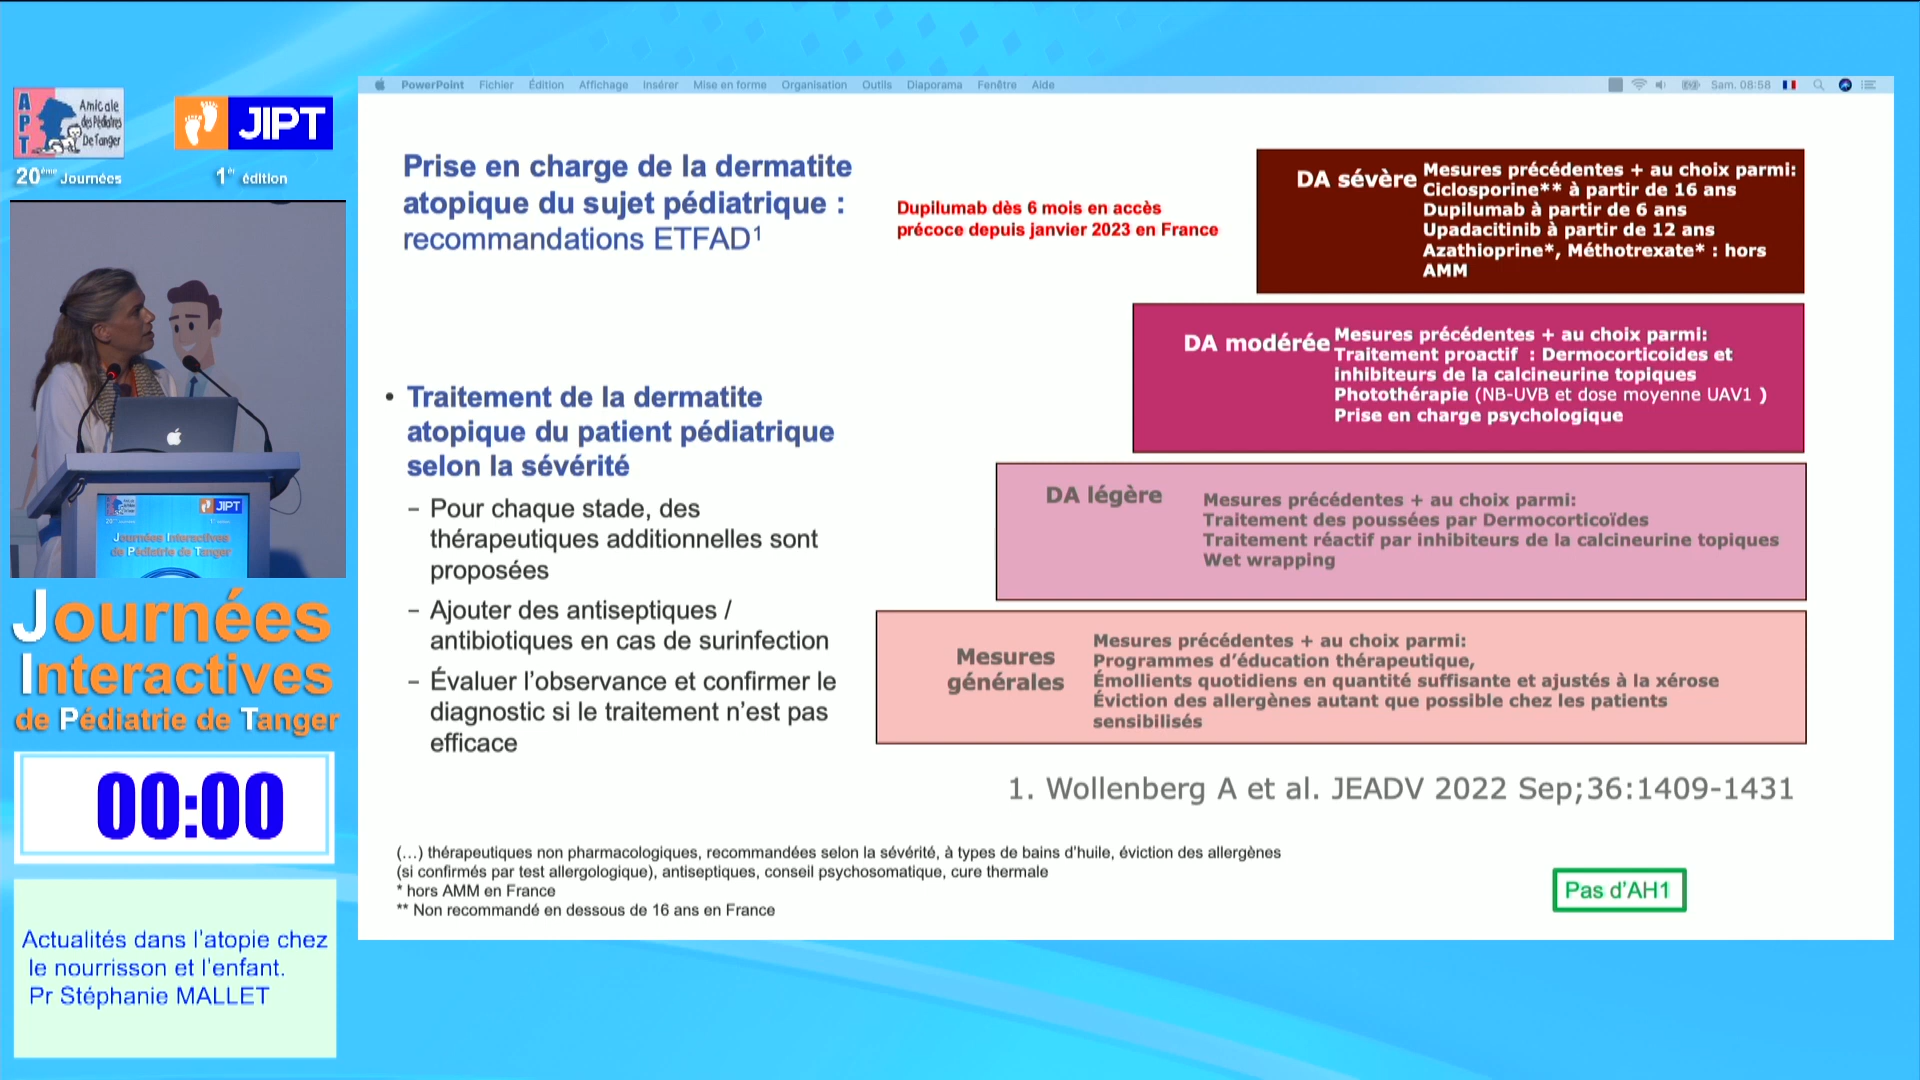 PowerPoint Fichier Édition Affichage Insérer Mise en forme Organisation Outils Diaporama Fenêtre Aide
Sam. 08:58
A
P
T
Amicale
des Pédiatres
De Tanger
20ème Journées
JIPT
1èr édition
JIPT
Journées Interactives
de Pédiatrie de Tanger
Journées
Interactives
de Pédiatrie de Tanger
00:00
Actualités dans l'atopie chez
le nourrisson et l'enfant.
Pr Stéphanie MALLET
Prise en charge de la dermatite
atopique du sujet pédiatrique :
recommandations ETFAD1
• Traitement de la dermatite
atopique du patient pédiatrique
selon la sévérité
– Pour chaque stade, des
thérapeutiques additionnelles sont
proposées
– Ajouter des antiseptiques /
antibiotiques en cas de surinfection
– Évaluer l'observance et confirmer le
diagnostic si le traitement n'est pas
efficace
Dupilumab dès 6 mois en accès
précoce depuis janvier 2023 en France
DA sévère
Mesures précédentes + au choix parmi:
Ciclosporine** à partir de 16 ans
Dupilumab à partir de 6 ans
Upadacitinib à partir de 12 ans
Azathioprine*, Méthotrexate* : hors
AMM
DA modérée
Mesures précédentes + au choix parmi:
Traitement proactif : Dermocorticoides et
inhibiteurs de la calcineurine topiques
Photothérapie (NB-UVB et dose moyenne UAV1 )
Prise en charge psychologique
DA légère
Mesures précédentes + au choix parmi:
Traitement des poussées par Dermocorticoïdes
Traitement réactif par inhibiteurs de la calcineurine topiques
Wet wrapping
Mesures
générales
Mesures précédentes + au choix parmi:
Programmes d'éducation thérapeutique,
Émollients quotidiens en quantité suffisante et ajustés à la xérose
Éviction des allergènes autant que possible chez les patients
sensibilisés
1. Wollenberg A et al. JEADV 2022 Sep;36:1409-1431
(…) thérapeutiques non pharmacologiques, recommandées selon la sévérité, à types de bains d'huile, éviction des allergènes
(si confirmés par test allergologique), antiseptiques, conseil psychosomatique, cure thermale
* hors AMM en France
** Non recommandé en dessous de 16 ans en France
Pas d'AH1